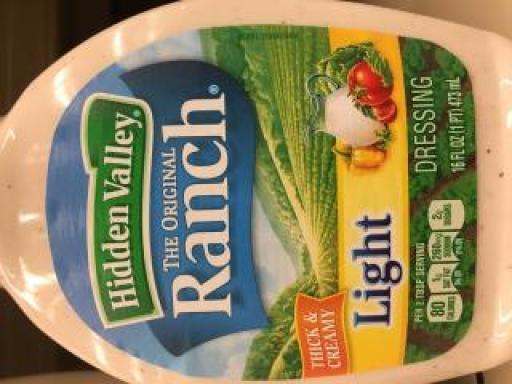 Hidden Valley®
THE ORIGINAL
Ranch®
THICK &
CREAMY
Light
DRESSING
16 FL OZ (1 PT) 473 mL
PER 2 TBSP SERVING
80
CALORIES